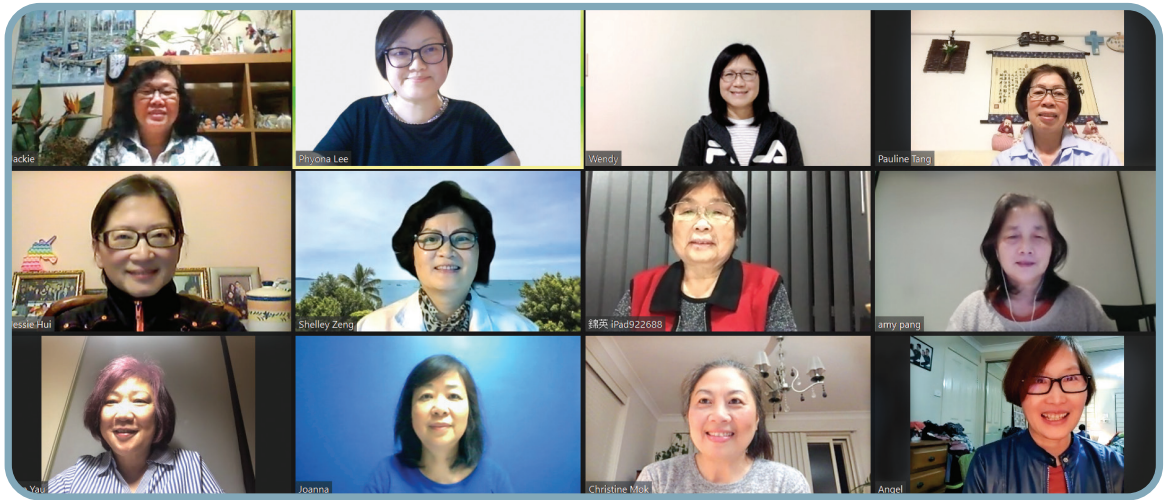 ackie
Phyona Lee
Wendy
Pauline Tang
essie Hui
Shelley Zeng
錦英 iPad922688
amy pang
Yau
Joanna
Christine Mok
Angel